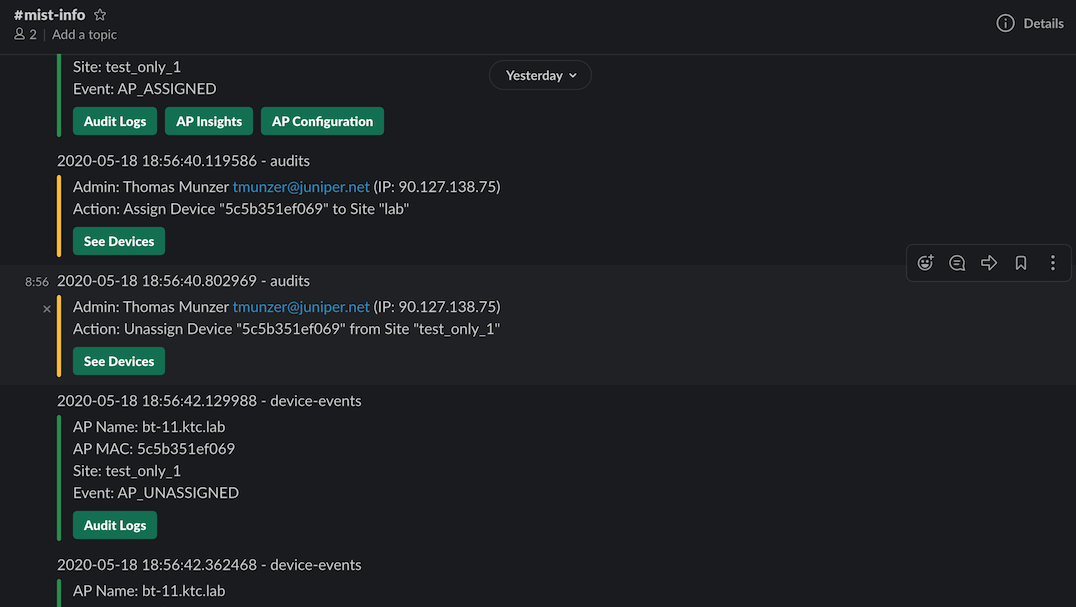 #mist-info
Details
2 | Add a topic
Yesterday
Site: test_only_1
Event: AP_ASSIGNED
Audit Logs AP Insights AP Configuration
2020-05-18 18:56:40.119586 - audits
Admin: Thomas Munzer tmunzer@juniper.net (IP: 90.127.138.75)
Action: Assign Device "5c5b351ef069" to Site "lab"
See Devices
8:56 2020-05-18 18:56:40.802969 - audits
Admin: Thomas Munzer tmunzer@juniper.net (IP: 90.127.138.75)
Action: Unassign Device "5c5b351ef069" from Site "test_only_1"
See Devices
2020-05-18 18:56:42.129988 - device-events
AP Name: bt-11.ktc.lab
AP MAC: 5c5b351ef069
Site: test_only_1
Event: AP_UNASSIGNED
Audit Logs
2020-05-18 18:56:42.362468 - device-events
AP Name: bt-11.ktc.lab